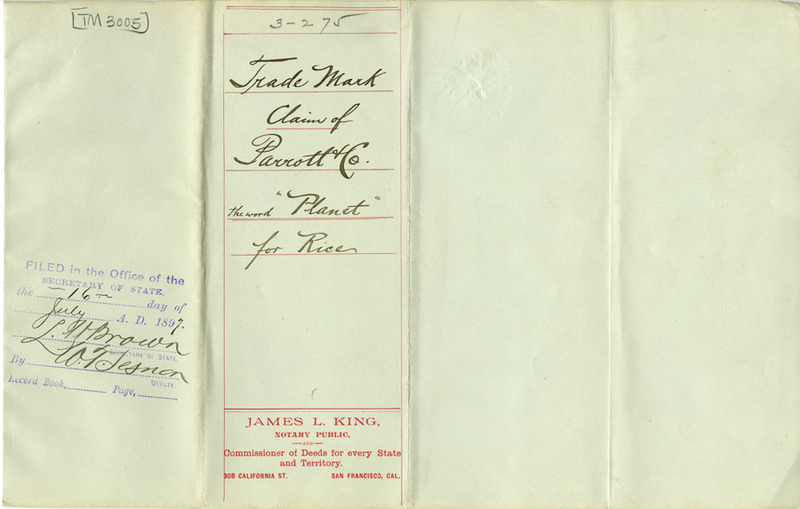 [TM 3005]
FILED in the Office of the
SECRETARY OF STATE,
the 16 day of
July A. D. 1897.
L. H. Brown
SECRETARY OF STATE.
By
DEPUTY.
Record Book, Page,
3-2 75
Trade Mark
Claim of
Parrott & Co.
the word "Planet"
for Rice
JAMES L. KING,
NOTARY PUBLIC,
AND
Commissioner of Deeds for every State
and Territory.
308 CALIFORNIA ST. SAN FRANCISCO, CAL.